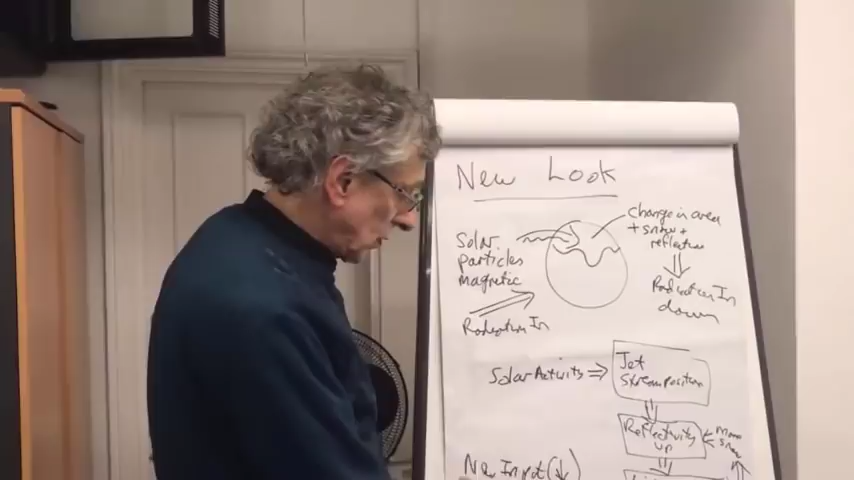 New Look
change in area
+ snow +
reflection
Solar
particles
magnetic
Radiation In
down
Radiation In
Solar Activity ⇒
Jet
Stream Position
Reflectivity
up
more
snow
New Input (↓)